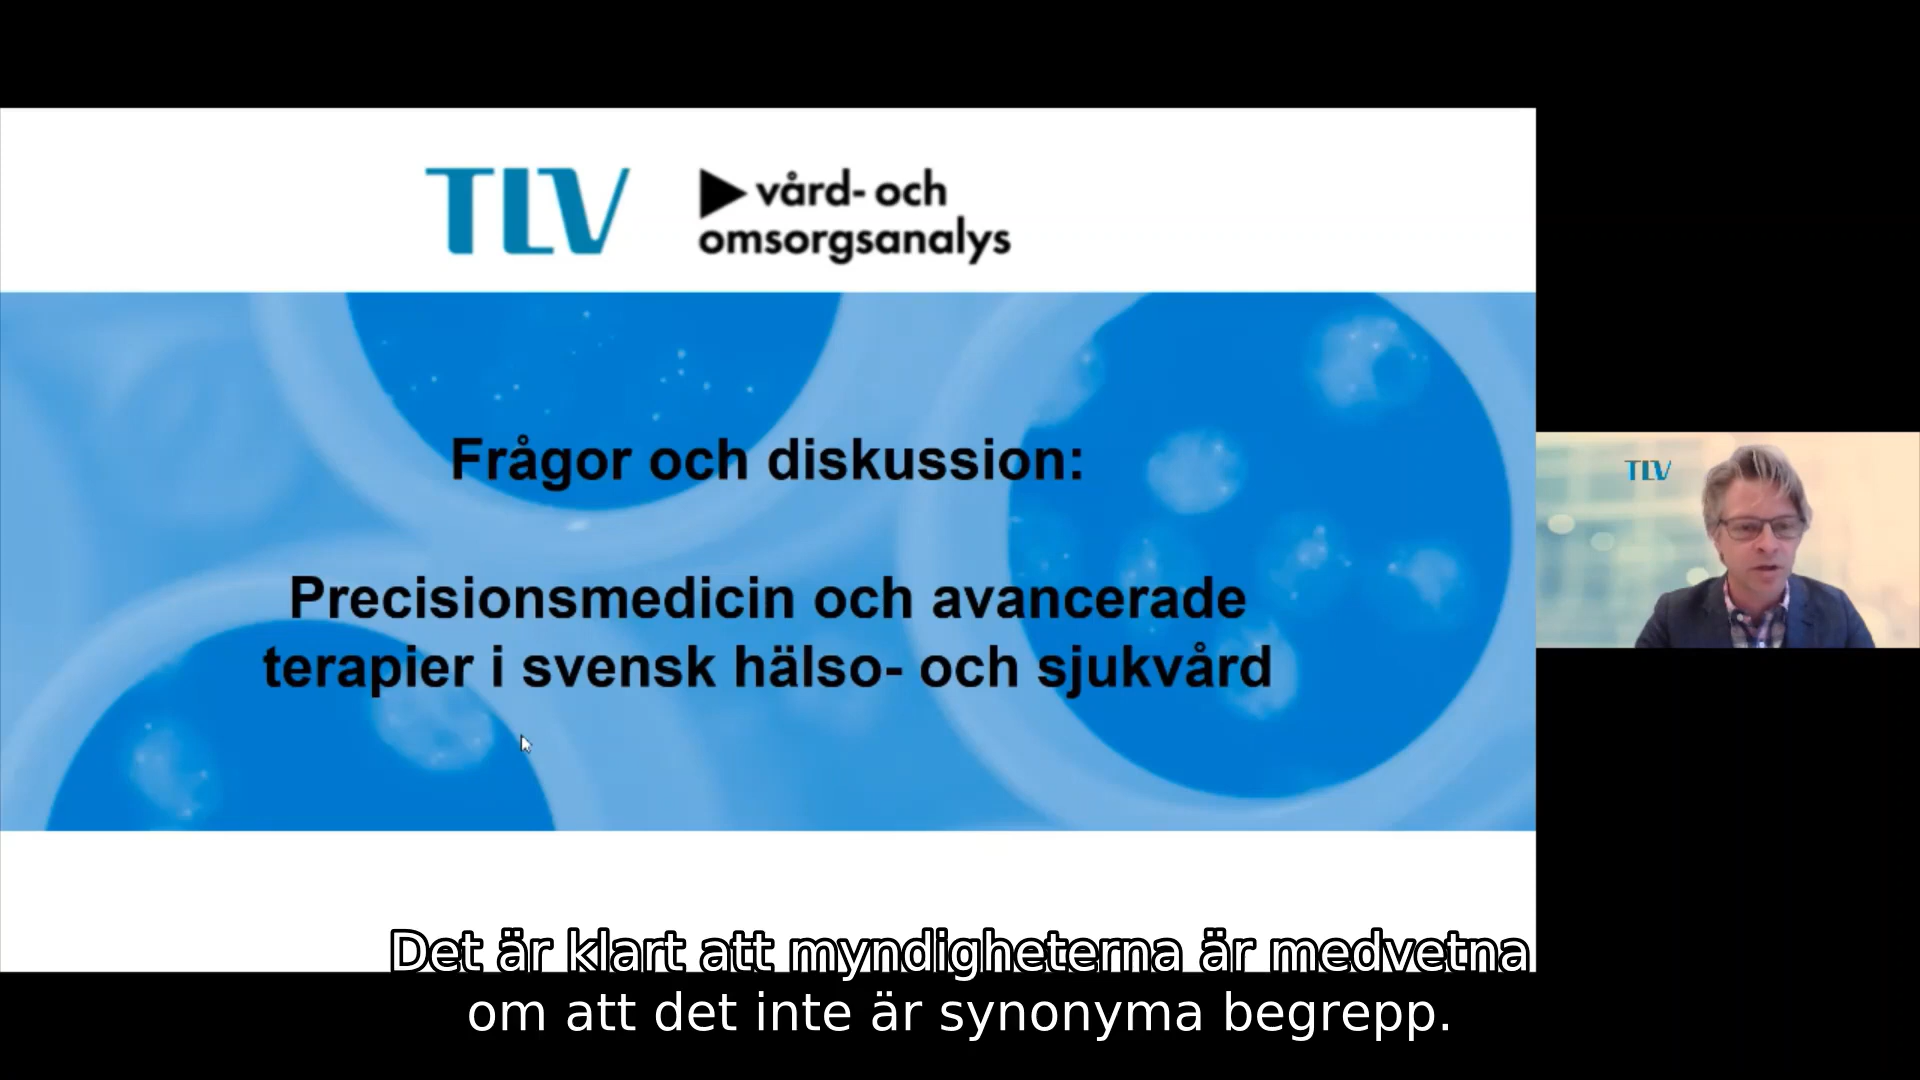 TLV
vård- och
omsorgsanalys
Frågor och diskussion:
Precisionsmedicin och avancerade
terapier i svensk hälso- och sjukvård
TLV
Det är klart att myndigheterna är medvetna
om att det inte är synonyma begrepp.